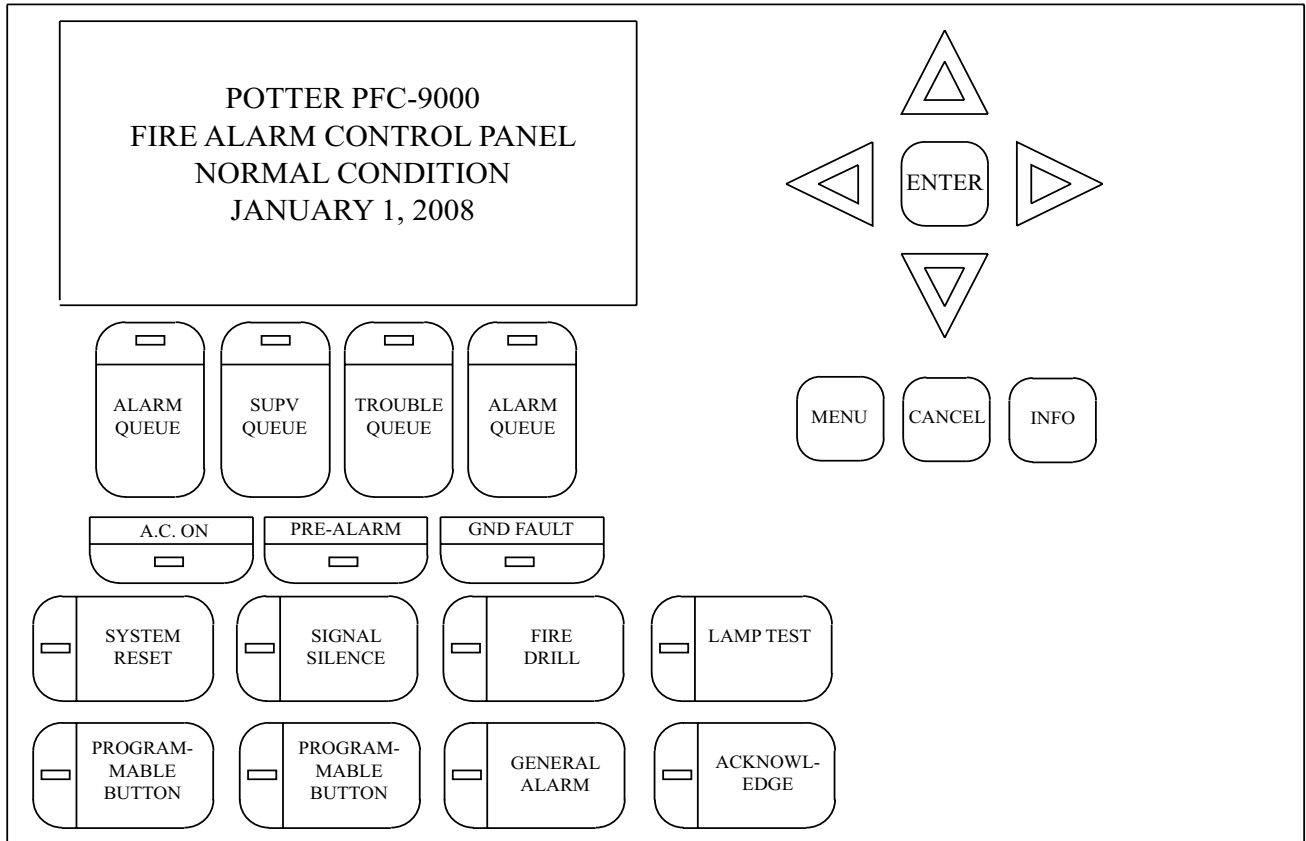 POTTER PFC-9000
FIRE ALARM CONTROL PANEL
NORMAL CONDITION
JANUARY 1, 2008
ENTER
ALARM
QUEUE
SUPV
QUEUE
TROUBLE
QUEUE
ALARM
QUEUE
MENU
CANCEL
INFO
A.C. ON
PRE-ALARM
GND FAULT
SYSTEM
RESET
SIGNAL
SILENCE
FIRE
DRILL
LAMP TEST
PROGRAM-
MABLE
BUTTON
PROGRAM-
MABLE
BUTTON
GENERAL
ALARM
ACKNOWL-
EDGE